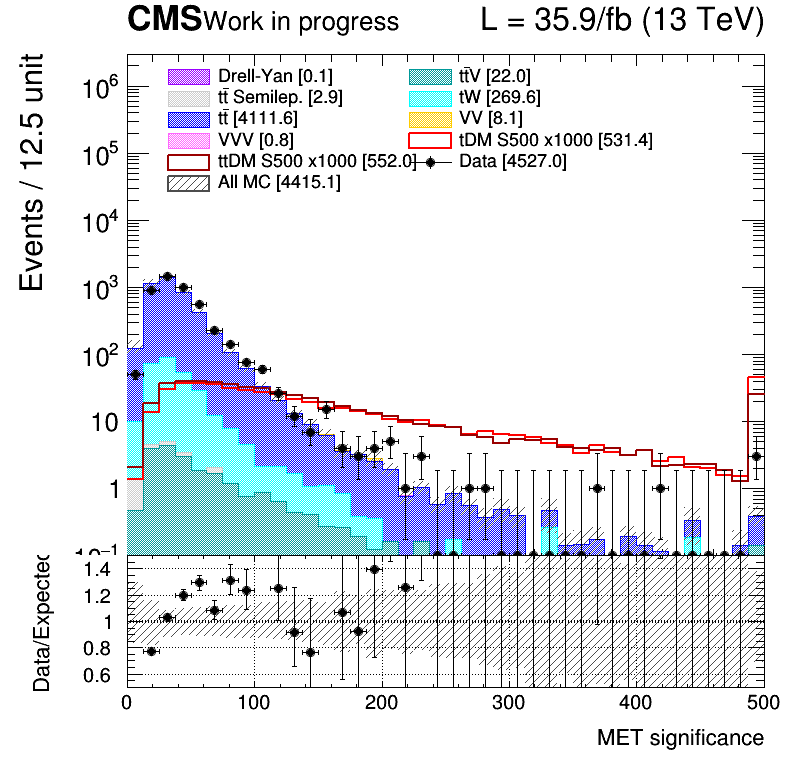 CMS Work in progress L = 35.9/fb (13 TeV)
Events / 12.5 unit
Drell-Yan [0.1] tt̄V [22.0]
tt̄ Semilep. [2.9] tW [269.6]
tt̄ [4111.6] VV [8.1]
VVV [0.8] tDM S500 x1000 [531.4]
ttDM S500 x1000 [552.0] Data [4527.0]
All MC [4415.1]
10⁶
10⁵
10⁴
10³
10²
10
1
10⁻¹
Data/Expected
1.4
1.2
1
0.8
0.6
0 100 200 300 400 500
MET significance